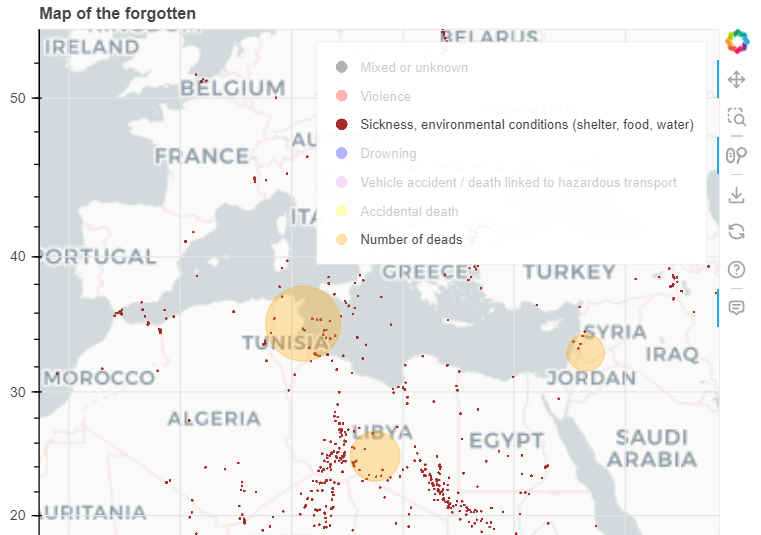 Map of the forgotten
IRELAND
BELARUS
Mixed or unknown
Violence
Sickness, environmental conditions (shelter, food, water)
Drowning
Vehicle accident / death linked to hazardous transport
Accidental death
Number of deads
50
BELGIUM
FRANCE
AU
ITA
40
PORTUGAL
GREECE
TURKEY
TUNISIA
SYRIA
IRAQ
30
MOROCCO
JORDAN
ALGERIA
LIBYA
EGYPT
SAUDI
ARABIA
20
URITANIA